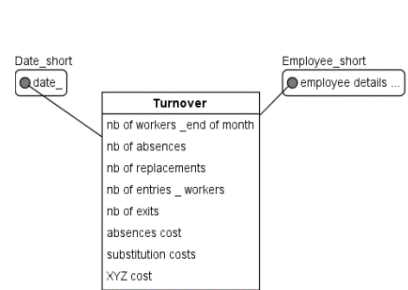 Date_short
date_
Employee_short
employee details ...
Turnover
nb of workers _end of month
nb of absences
nb of replacements
nb of entries _ workers
nb of exits
absences cost
substitution costs
XYZ cost